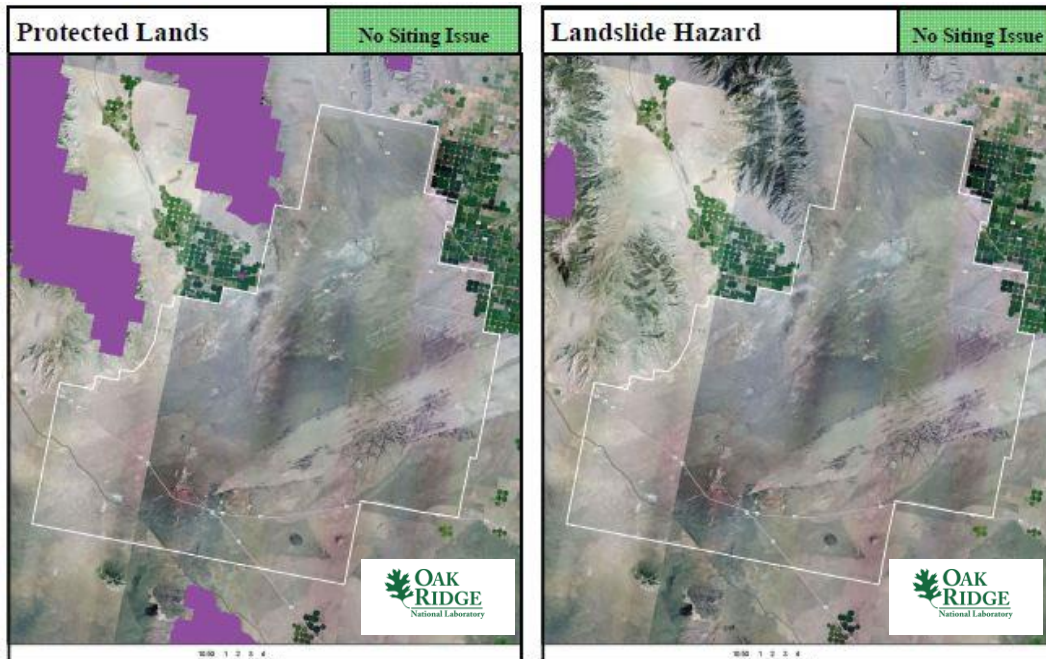 Protected Lands
No Siting Issue
OAK
RIDGE
National Laboratory
Landslide Hazard
No Siting Issue
OAK
RIDGE
National Laboratory